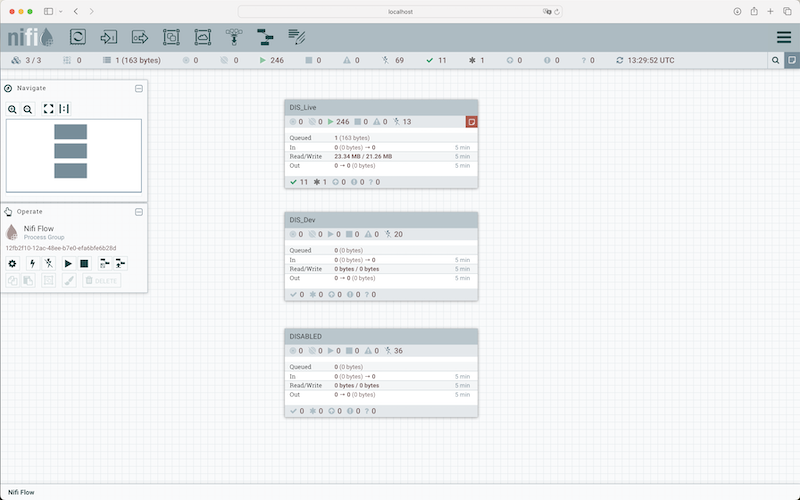 localhost
nifi
3 / 3 0 1 (163 bytes) 0 0 246 0 0 69 11 1 0 0 0 13:29:52 UTC
Navigate
Operate
Nifi Flow
Process Group
12fb2f10-12ac-48ee-b7e0-efa6bfe6b28d
DELETE
DIS_Live
0 0 246 0 0 13
Queued 1 (163 bytes)
In 0 (0 bytes) → 0 5 min
Read/Write 23.34 MB / 21.26 MB 5 min
Out 0 → 0 (0 bytes) 5 min
11 1 0 0 ? 0
DIS_Dev
0 0 0 0 0 20
Queued 0 (0 bytes)
In 0 (0 bytes) → 0 5 min
Read/Write 0 bytes / 0 bytes 5 min
Out 0 → 0 (0 bytes) 5 min
0 0 0 0 ? 0
DISABLED
0 0 0 0 0 36
Queued 0 (0 bytes)
In 0 (0 bytes) → 0 5 min
Read/Write 0 bytes / 0 bytes 5 min
Out 0 → 0 (0 bytes) 5 min
0 0 0 0 ? 0
Nifi Flow